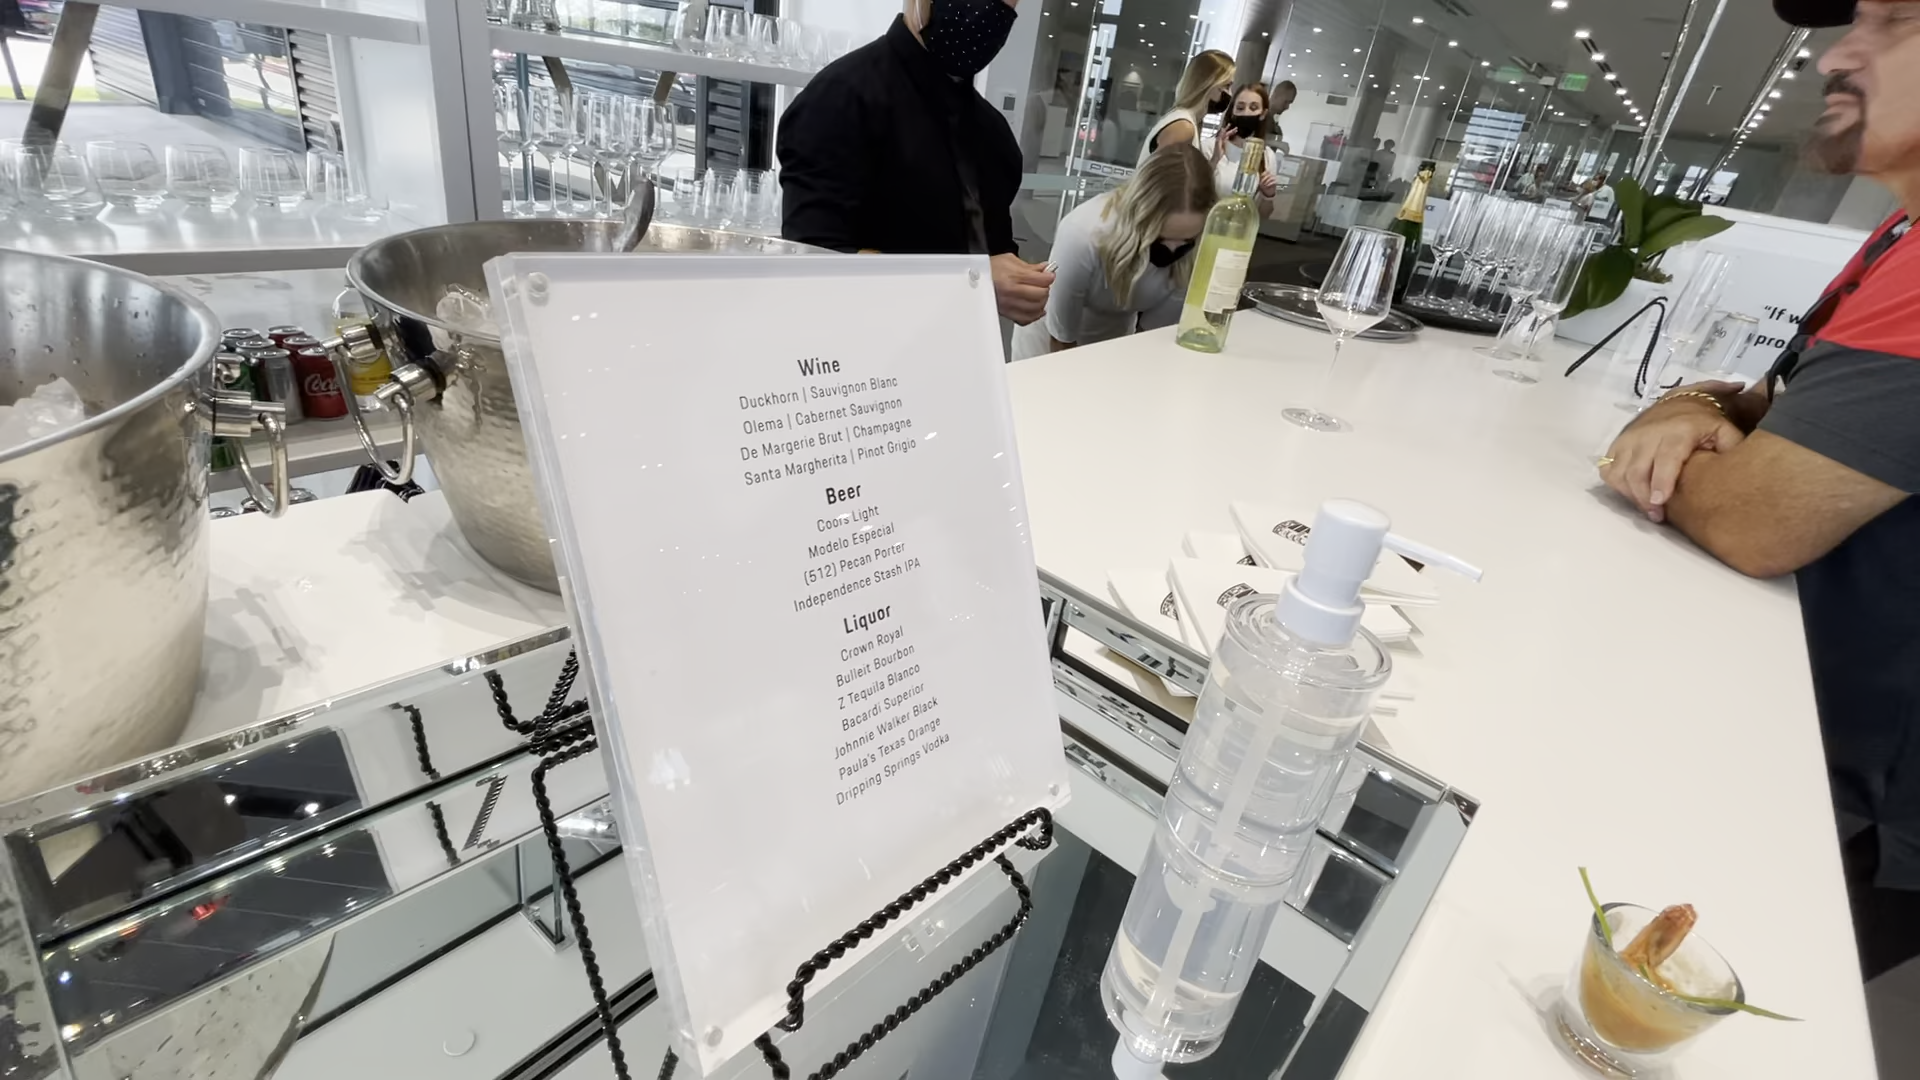 Wine
Duckhorn | Sauvignon Blanc
Olema | Cabernet Sauvignon
De Margerie Brut | Champagne
Santa Margherita | Pinot Grigio
Beer
Coors Light
Modelo Especial
(512) Pecan Porter
Independence Stash IPA
Liquor
Crown Royal
Bulleit Bourbon
Z Tequila Blanco
Bacardi Superior
Johnnie Walker Black
Paula's Texas Orange
Dripping Springs Vodka
"If
pro